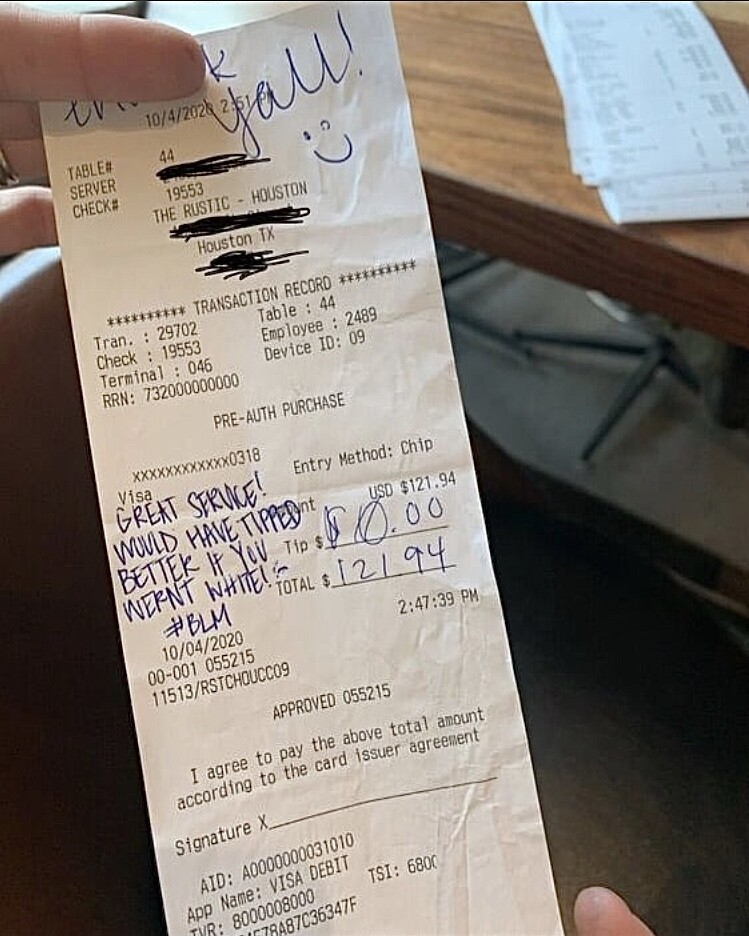 Thank
yall!
10/4/2020 2:51 PM
TABLE# 44
SERVER
CHECK# 19553
THE RUSTIC - HOUSTON
Houston TX
********** TRANSACTION RECORD **********
Tran. : 29702 Table : 44
Check : 19553 Employee : 2489
Terminal : 046 Device ID: 09
RRN: 732000000000
PRE-AUTH PURCHASE
xxxxxxxxxxxx0318
Visa Entry Method: Chip
USD $121.94
GREAT SERVICE!
WOULD HAVE TIPPED
BETTER IF YOU
WERNT WHITE!
#BLM
Tip $ 0.00
TOTAL $ 121 94
2:47:39 PM
10/04/2020
00-001 055215
11513/RSTCHOUCC09
APPROVED 055215
I agree to pay the above total amount
according to the card issuer agreement
Signature X
AID: A0000000031010
App Name: VISA DEBIT
TVR: 8000008000 TSI: 6800